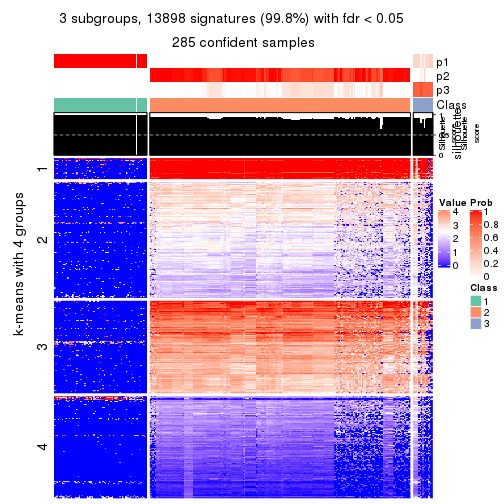 3 subgroups, 13898 signatures (99.8%) with fdr < 0.05
285 confident samples
p1
p2
p3
Class
1
0
Silhouette
silhouette
score
k-means with 4 groups
1
2
3
4
Value
4
3
2
1
0
Prob
1
0.8
0.6
0.4
0.2
0
Class
1
2
3